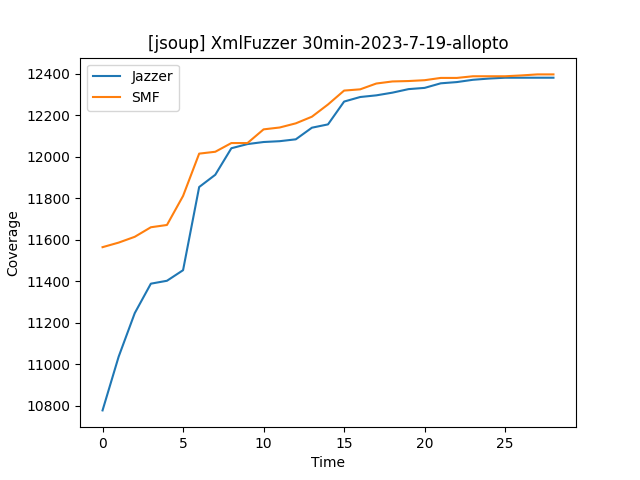 [jsoup] XmlFuzzer 30min-2023-7-19-allopto
Jazzer
SMF
Coverage
12400
12200
12000
11800
11600
11400
11200
11000
10800
0 5 10 15 20 25
Time